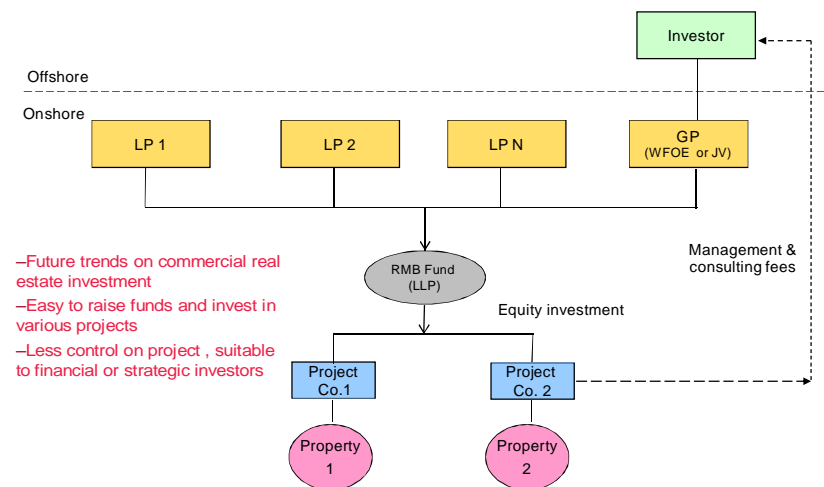 Investor
Offshore
Onshore
LP 1
LP 2
LP N
GP
(WFOE or JV)
–Future trends on commercial real
estate investment
–Easy to raise funds and invest in
various projects
–Less control on project , suitable
to financial or strategic investors
RMB Fund
(LLP)
Management &
consulting fees
Equity investment
Project
Co.1
Project
Co. 2
Property
1
Property
2